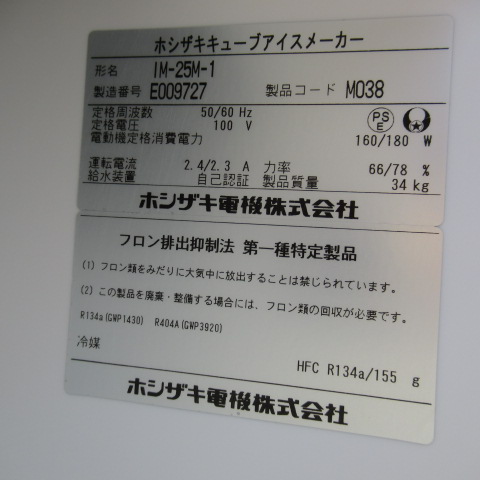 ホシザキキューブアイスメーカー
形名 IM-25M-1
製造番号 E009727 製品コード M038
定格周波数 50/60 Hz
定格電圧 100 V
PSE
電動機定格消費電力 160/180 W
運転電流 2.4/2.3 A 力率 66/78 %
給水装置 自己認証 製品質量 34 kg
ホシザキ電機株式会社
フロン排出抑制法 第一種特定製品
(1) フロン類をみだりに大気中に放出することは禁じられています。
(2) この製品を廃棄・整備する場合には、フロン類の回収が必要です。
R134a(GWP1430) R404A(GWP3920)
冷媒 HFC R134a/155 g
ホシザキ電機株式会社